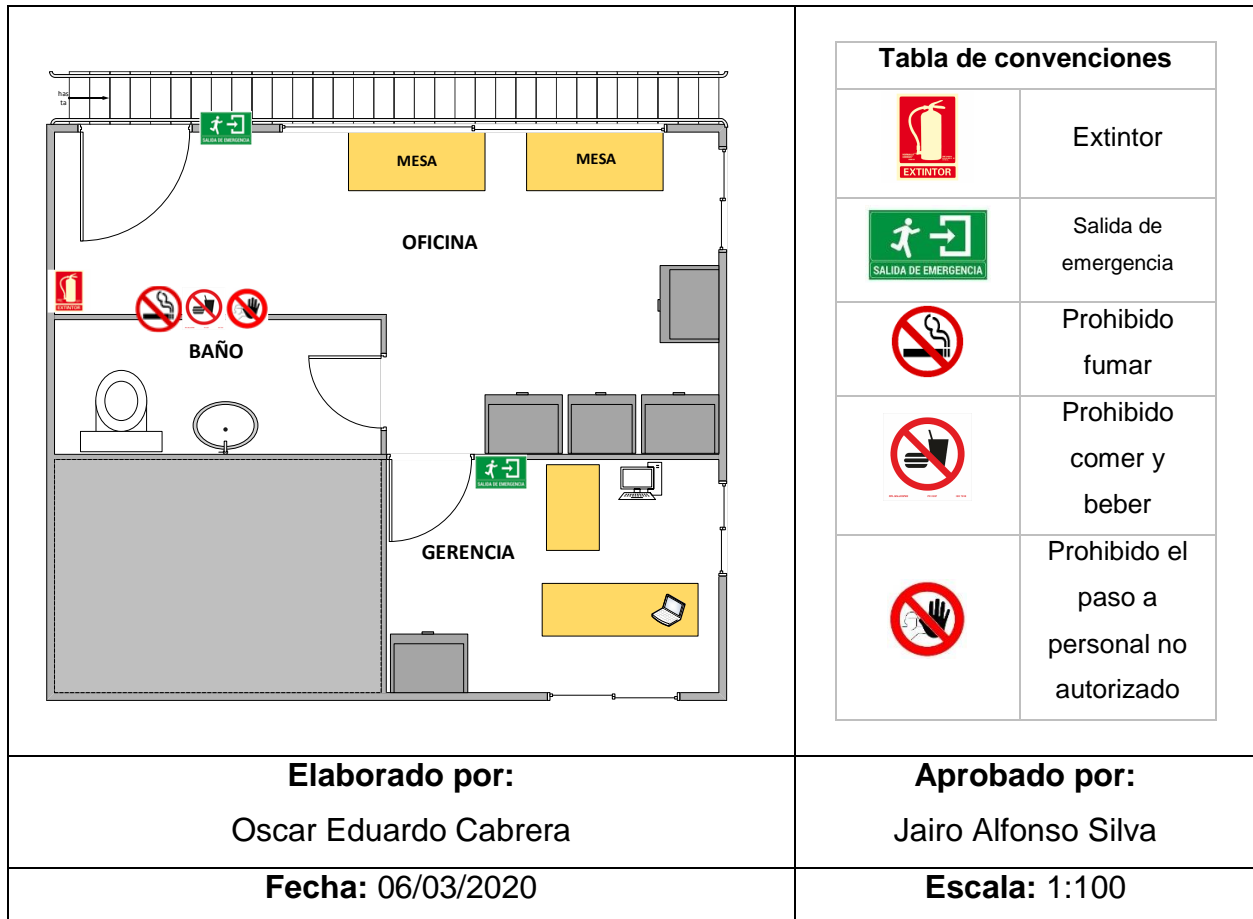 has
ta
SALIDA DE EMERGENCIA
MESA
MESA
OFICINA
EXTINTOR
BAÑO
SALIDA DE EMERGENCIA
GERENCIA
Tabla de convenciones
EXTINTOR
Extintor
SALIDA DE EMERGENCIA
Salida de
emergencia
Prohibido
fumar
Prohibido
comer y
beber
Prohibido el
paso a
personal no
autorizado
Elaborado por:
Oscar Eduardo Cabrera
Aprobado por:
Jairo Alfonso Silva
Fecha: 06/03/2020
Escala: 1:100